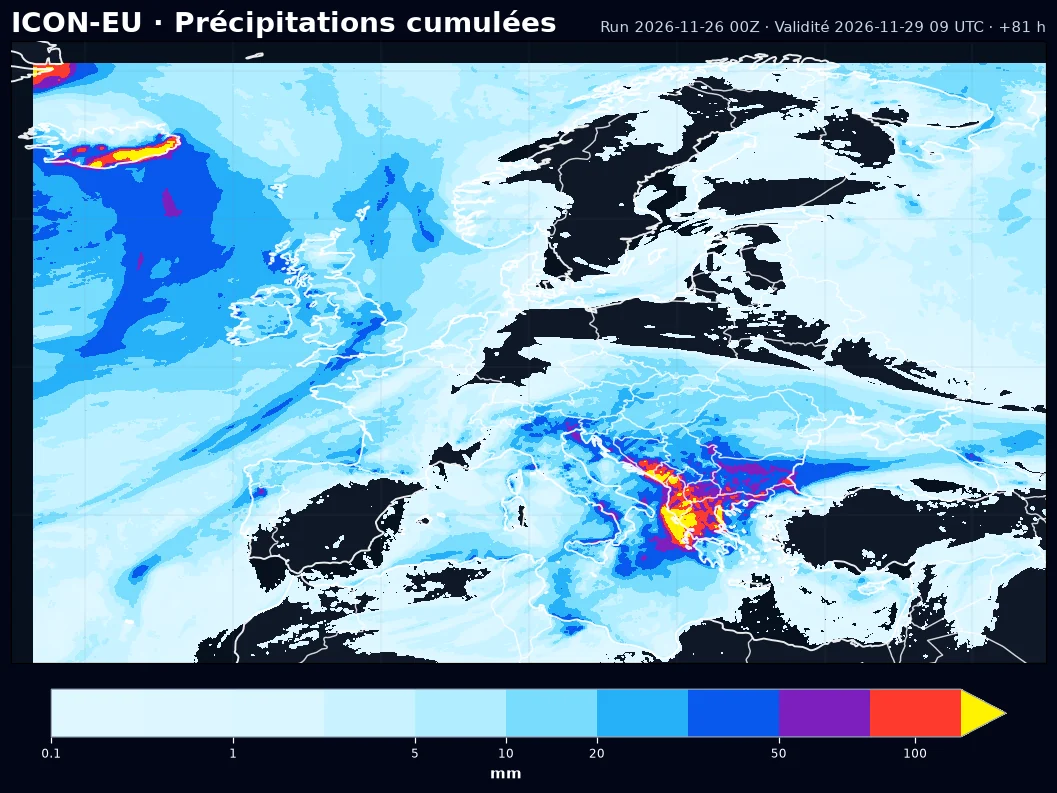 ICON-EU · Précipitations cumulées
Run 2026-11-26 00Z · Validité 2026-11-29 09 UTC · +81 h
0.1 1 5 10 20 50 100
mm